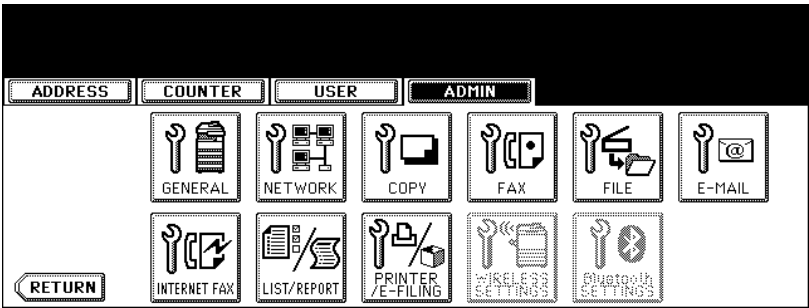 ADDRESS COUNTER USER ADMIN
GENERAL NETWORK COPY FAX FILE E-MAIL
INTERNET FAX LIST/REPORT PRINTER
/E-FILING WIRELESS
SETTINGS Bluetooth
SETTINGS
RETURN